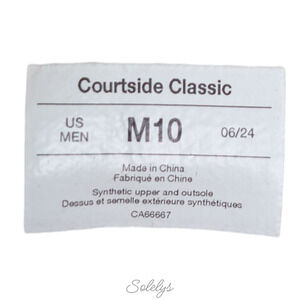 Courtside Classic
US
MEN
M10
06/24
Made in China
Fabriqué en Chine
Synthetic upper and outsole
Dessus et semelle extérieure synthétiques
CA66667
Solelys